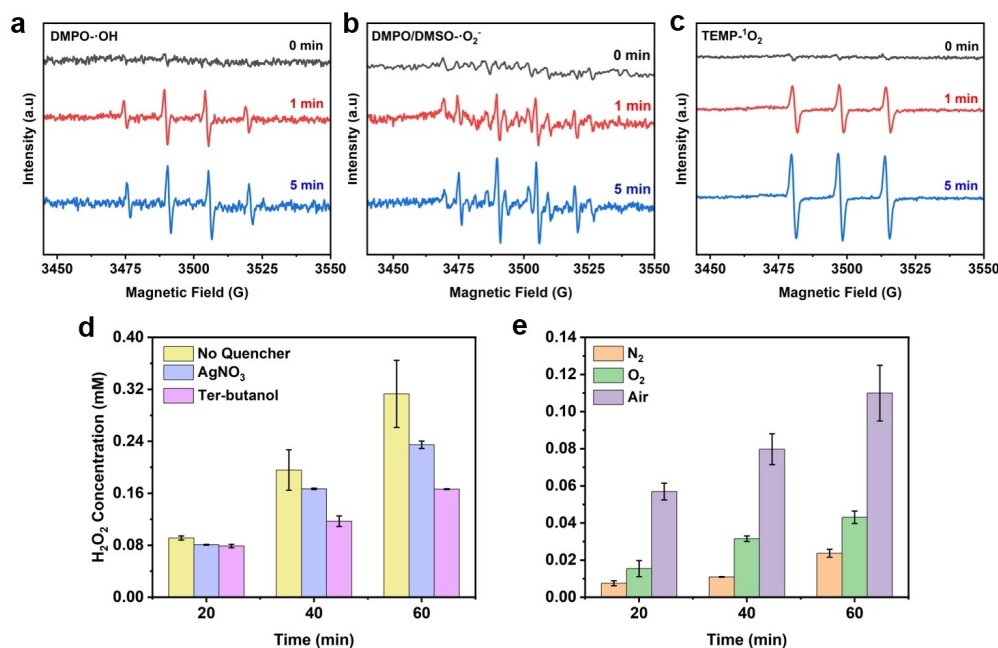 a
DMPO-·OH
0 min
1 min
5 min
Intensity (a.u)
3450 3475 3500 3525 3550
Magnetic Field (G)
b
DMPO/DMSO-·O₂⁻
0 min
1 min
5 min
Intensity (a.u)
3450 3475 3500 3525 3550
Magnetic Field (G)
c
TEMP-¹O₂
0 min
1 min
5 min
Intensity (a.u)
3450 3475 3500 3525 3550
Magnetic Field (G)
d
No Quencher
AgNO₃
Ter-butanol
H₂O₂ Concentration (mM)
0.40
0.32
0.24
0.16
0.08
0.00
20 40 60
Time (min)
e
N₂
O₂
Air
0.14
0.12
0.10
0.08
0.06
0.04
0.02
0.00
20 40 60
Time (min)